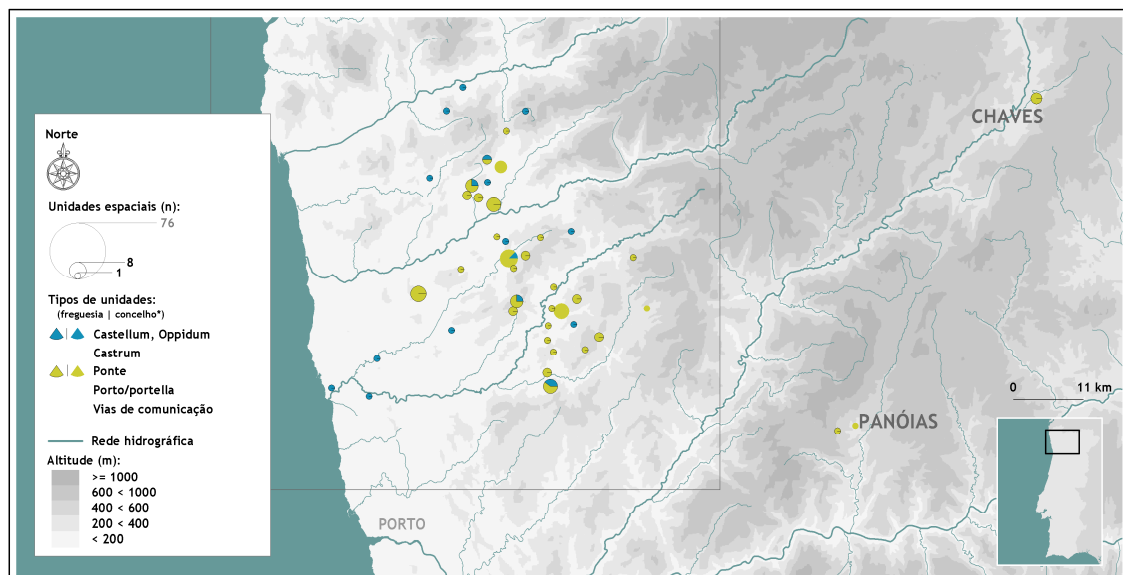 Norte
Unidades espaciais (n):
76
8
1
Tipos de unidades:
(freguesia | concelho*)
Castellum, Oppidum
Castrum
Ponte
Porto/portella
Vias de comunicação
Rede hidrográfica
Altitude (m):
>= 1000
600 < 1000
400 < 600
200 < 400
< 200
CHAVES
PANÓIAS
PORTO
0 11 km